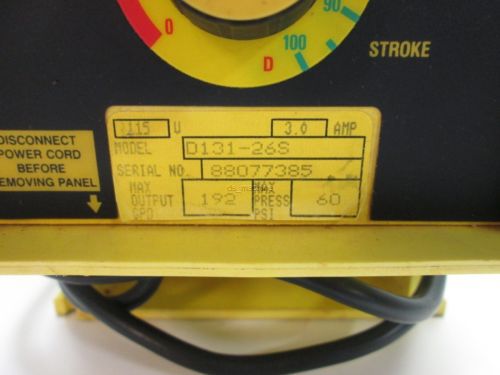 90
0
100
D
STROKE
115 V 3.0 AMP
MODEL D131-26S
SERIAL NO. 88077385
MAX OUTPUT GPD 192 MAX PRESS PSI 60
DISCONNECT
POWER CORD
BEFORE
REMOVING PANEL